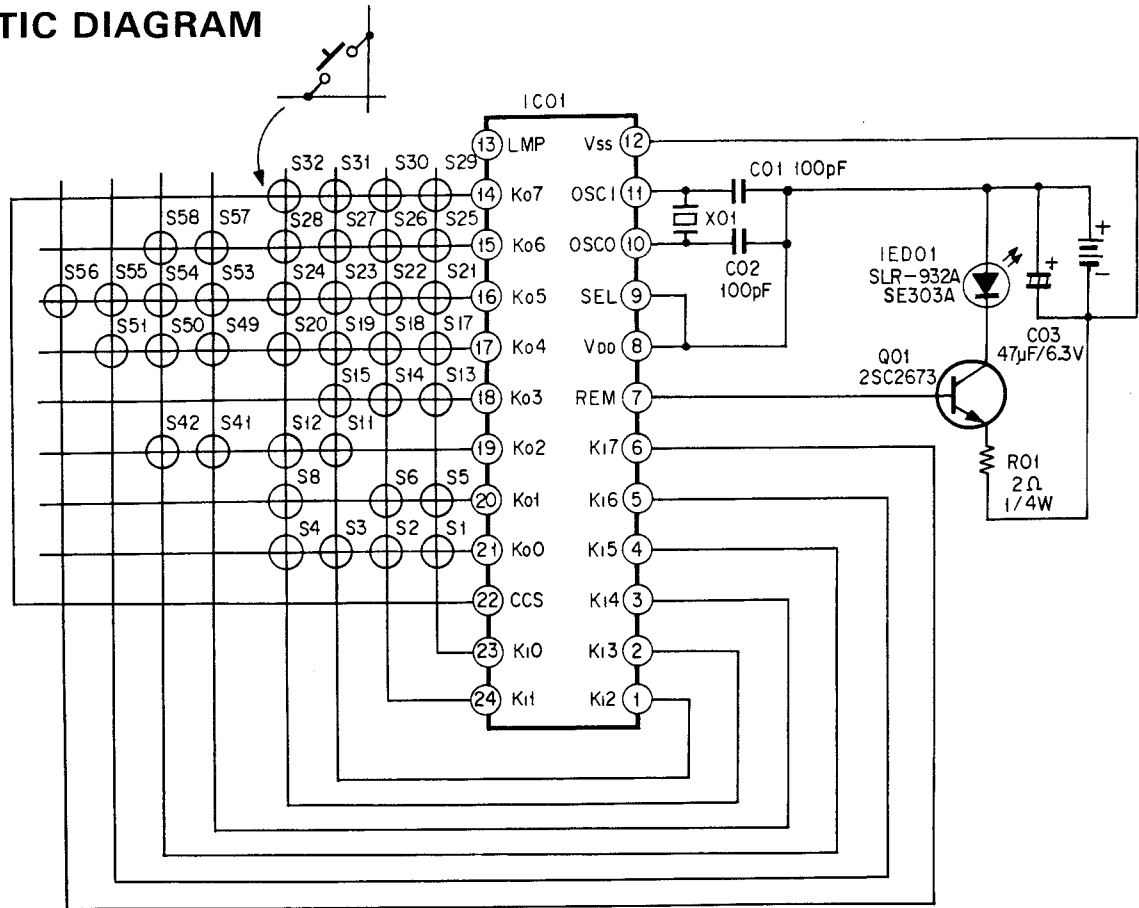 TIC DIAGRAM
IC01
13 LMP
Vss 12
S32 S31 S30 S29
14 Ko7
OSCI 11
C01 100pF
X01
S58 S57 S28 S27 S26 S25
15 Ko6
OSCO 10
C02
100pF
IED01
SLR-932A
SE303A
+
-
+
S56 S55 S54 S53 S24 S23 S22 S21
16 Ko5
SEL 9
S51 S50 S49 S20 S19 S18 S17
17 Ko4
VDD 8
C03
47μF/6.3V
Q01
2SC2673
S15 S14 S13
18 Ko3
REM 7
S42 S41 S12 S11
19 Ko2
Ki7 6
R01
2Ω
1/4W
S8 S6 S5
20 Ko1
Ki6 5
S4 S3 S2 S1
21 Ko0
Ki5 4
22 CCS
Ki4 3
23 Ki0
Ki3 2
24 Ki1
Ki2 1